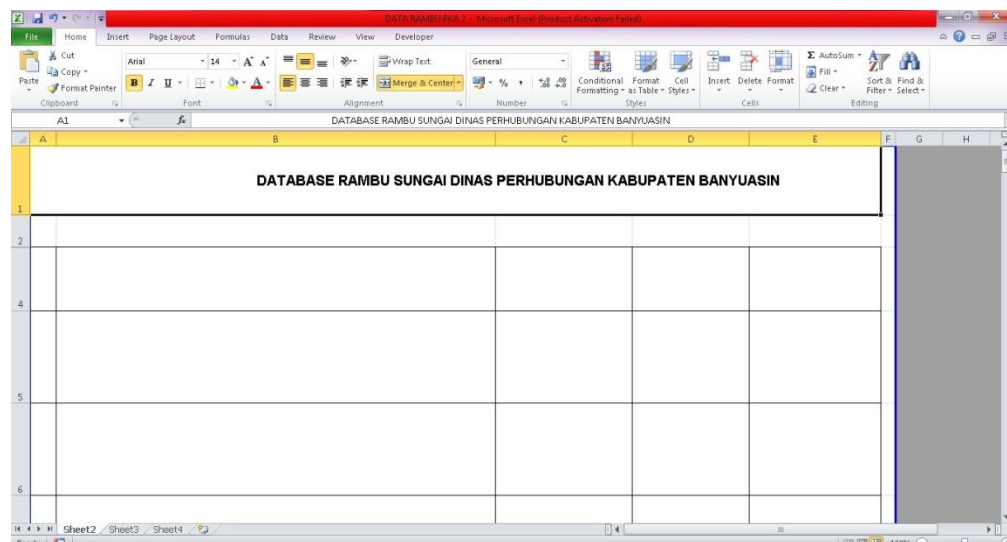 DATA RAMBU PKA 2 - Microsoft Excel (Product Activation Failed)
File Home Insert Page Layout Formulas Data Review View Developer
Paste
Cut
Copy
Format Painter
Clipboard
Arial 14
B I U
Font
Wrap Text
Merge & Center
Alignment
General
Number
Conditional Formatting
Format as Table
Cell Styles
Styles
Insert Delete Format
Cells
AutoSum
Fill
Clear
Sort & Filter
Find & Select
Editing
A1 fx DATABASE RAMBU SUNGAI DINAS PERHUBUNGAN KABUPATEN BANYUASIN
A B C D E F G H
DATABASE RAMBU SUNGAI DINAS PERHUBUNGAN KABUPATEN BANYUASIN
1
2
4
5
6
Sheet2 Sheet3 Sheet4